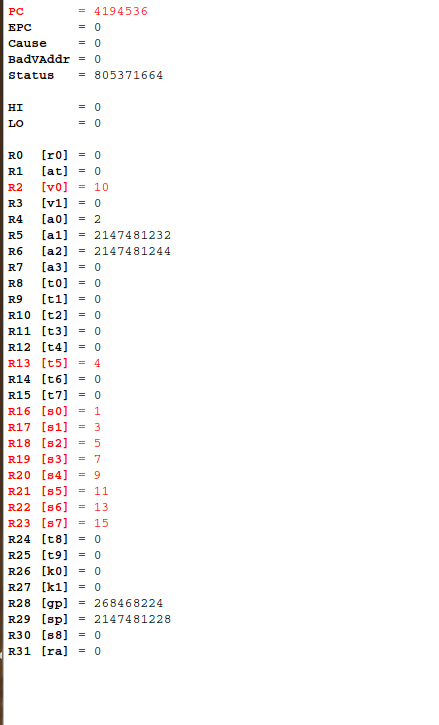 PC = 4194536
EPC = 0
Cause = 0
BadVAddr = 0
Status = 805371664
HI = 0
LO = 0
R0 [r0] = 0
R1 [at] = 0
R2 [v0] = 10
R3 [v1] = 0
R4 [a0] = 2
R5 [a1] = 2147481232
R6 [a2] = 2147481244
R7 [a3] = 0
R8 [t0] = 0
R9 [t1] = 0
R10 [t2] = 0
R11 [t3] = 0
R12 [t4] = 0
R13 [t5] = 4
R14 [t6] = 0
R15 [t7] = 0
R16 [s0] = 1
R17 [s1] = 3
R18 [s2] = 5
R19 [s3] = 7
R20 [s4] = 9
R21 [s5] = 11
R22 [s6] = 13
R23 [s7] = 15
R24 [t8] = 0
R25 [t9] = 0
R26 [k0] = 0
R27 [k1] = 0
R28 [gp] = 268468224
R29 [sp] = 2147481228
R30 [s8] = 0
R31 [ra] = 0